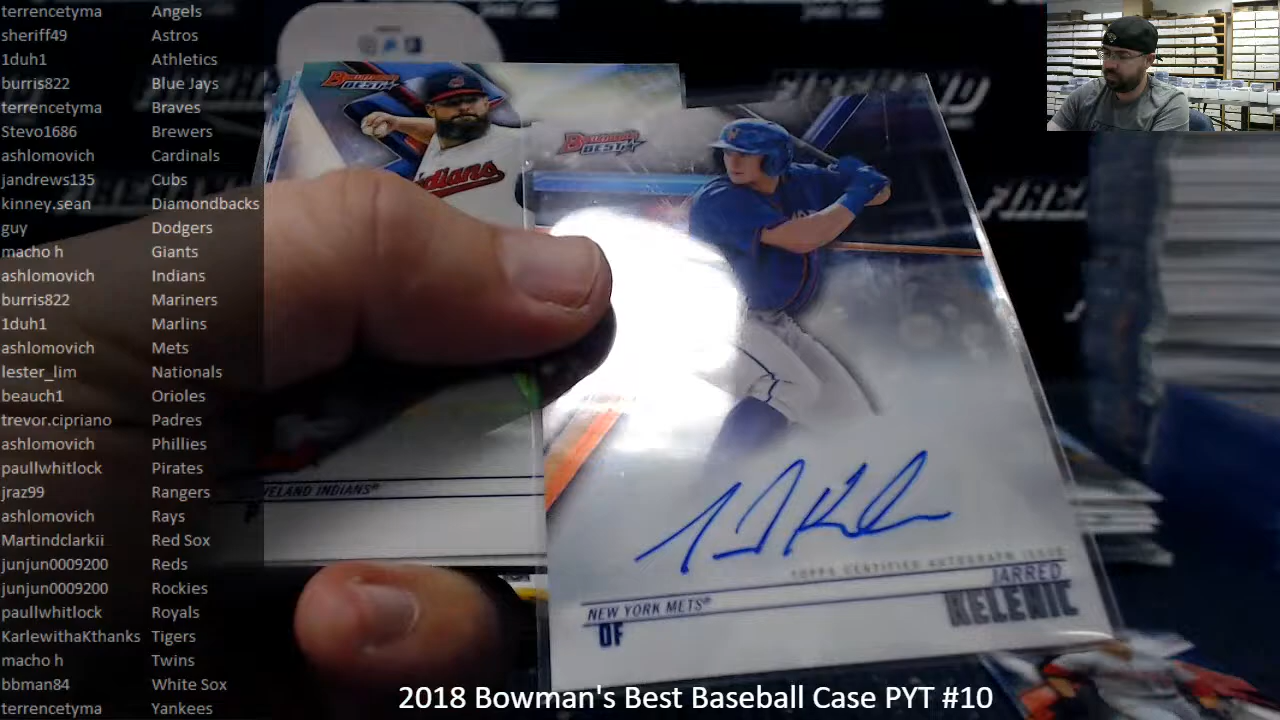 terrencetyma Angels
sheriff49 Astros
1duh1 Athletics
burris822 Blue Jays
terrencetyma Braves
Stevo1686 Brewers
ashlomovich Cardinals
jandrews135 Cubs
kinney.sean Diamondbacks
guy Dodgers
macho h Giants
ashlomovich Indians
burris822 Mariners
1duh1 Marlins
ashlomovich Mets
lester_lim Nationals
beauch1 Orioles
trevor.cipriano Padres
ashlomovich Phillies
paullwhitlock Pirates
jraz99 Rangers
ashlomovich Rays
Martindclarkii Red Sox
junjun0009200 Reds
junjun0009200 Rockies
paullwhitlock Royals
KarlewithaKthanks Tigers
macho h Twins
bbman84 White Sox
terrencetyma Yankees
BOWMAN'S
BEST
INDIANS®
BOWMAN'S
BEST
TOPPS CERTIFIED AUTOGRAPH ISSUE
JARRED
KELENIC
NEW YORK METS®
OF
2018 Bowman's Best Baseball Case PYT #10